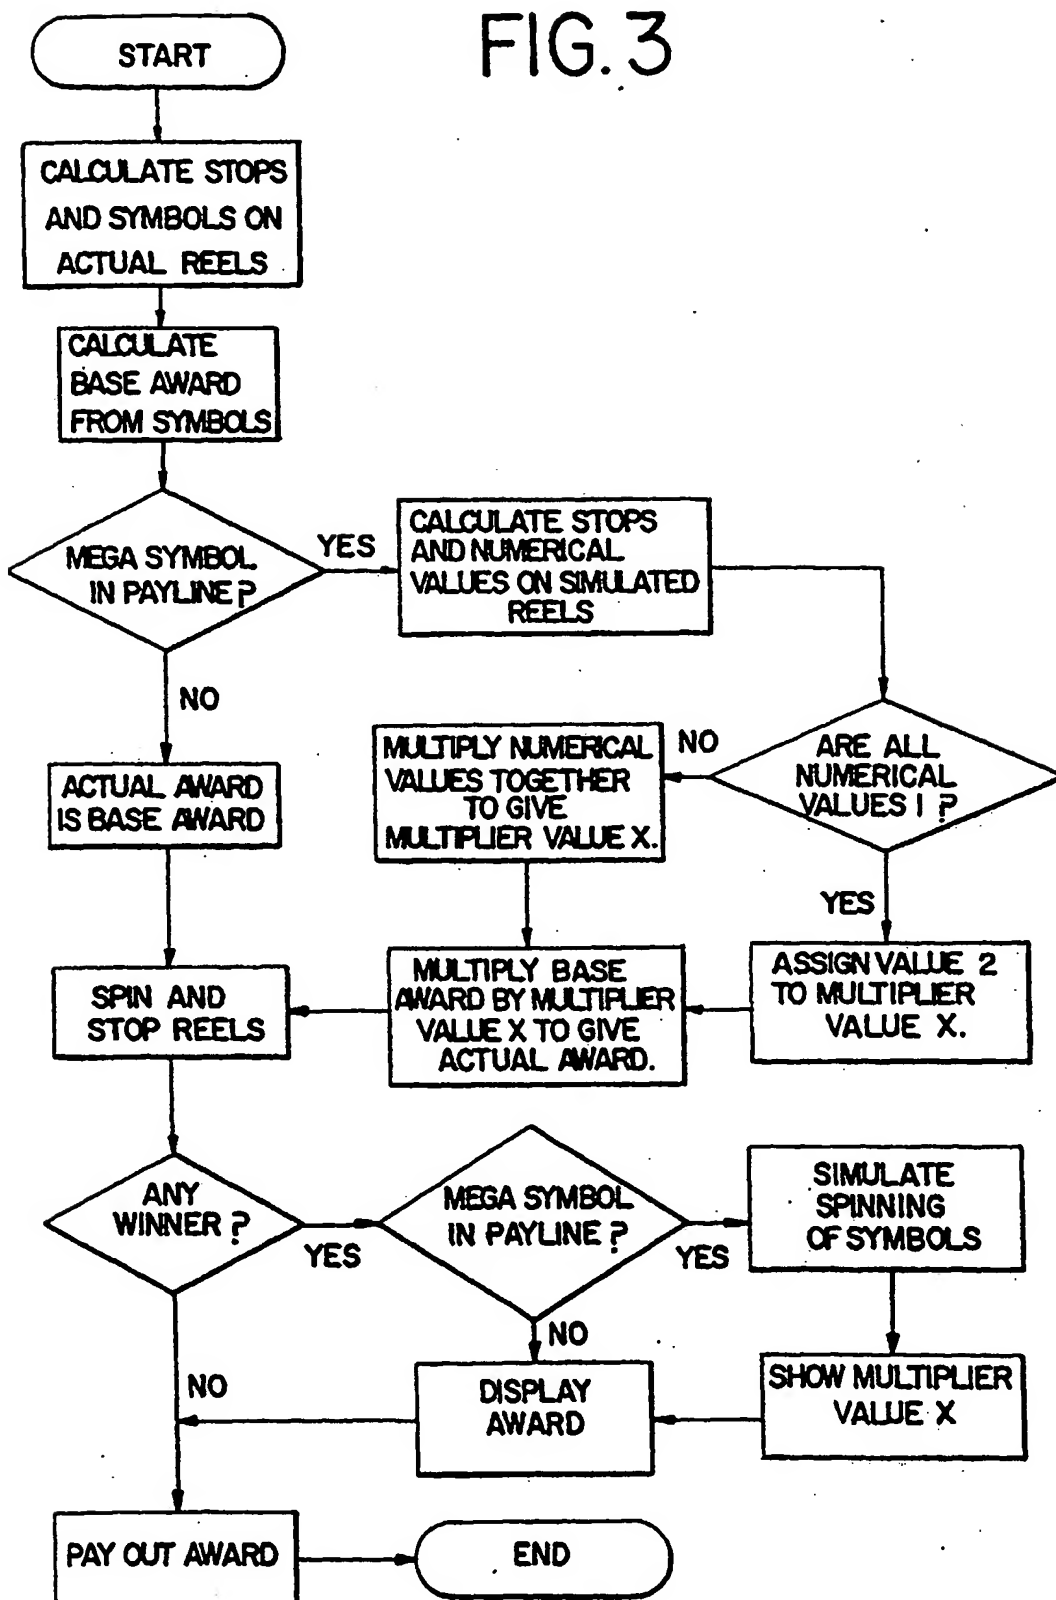 FIG. 3
START
CALCULATE STOPS
AND SYMBOLS ON
ACTUAL REELS
CALCULATE
BASE AWARD
FROM SYMBOLS
MEGA SYMBOL
IN PAYLINE?
YES
CALCULATE STOPS
AND NUMERICAL
VALUES ON SIMULATED
REELS
NO
ARE ALL
NUMERICAL
VALUES 1 ?
NO
MULTIPLY NUMERICAL
VALUES TOGETHER
TO GIVE
MULTIPLIER VALUE X.
ACTUAL AWARD
IS BASE AWARD
YES
ASSIGN VALUE 2
TO MULTIPLIER
VALUE X.
MULTIPLY BASE
AWARD BY MULTIPLIER
VALUE X TO GIVE
ACTUAL AWARD.
SPIN AND
STOP REELS
ANY
WINNER?
YES
MEGA SYMBOL
IN PAYLINE?
YES
SIMULATE
SPINNING
OF SYMBOLS
NO
NO
DISPLAY
AWARD
SHOW MULTIPLIER
VALUE X
PAY OUT AWARD
END